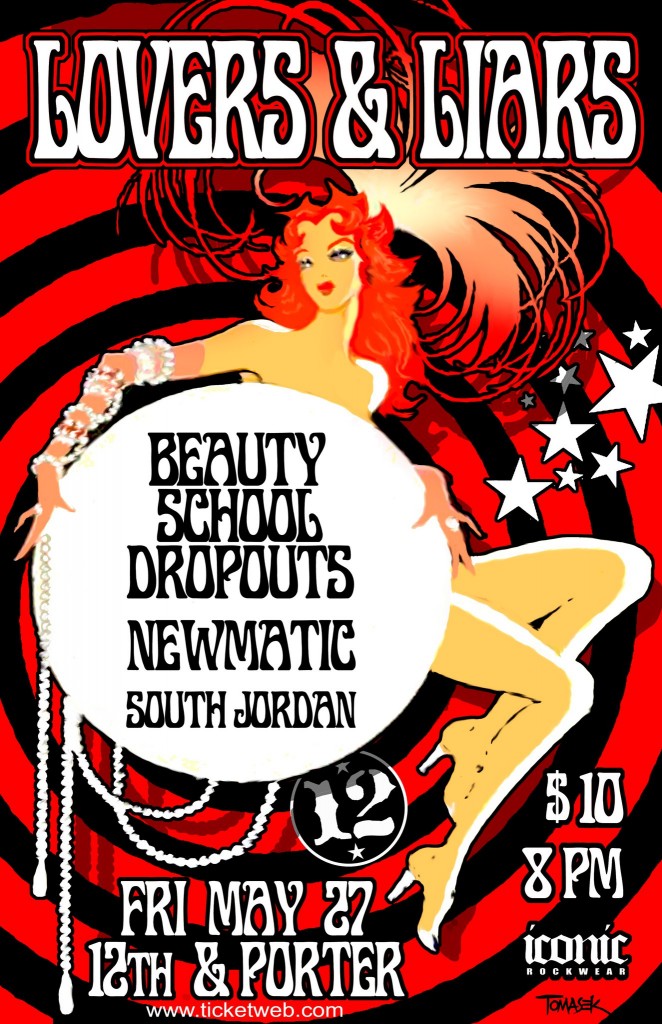 LOVERS & LIARS
BEAUTY
SCHOOL
DROPOUTS
NEWMATIC
SOUTH JORDAN
12
$10
8 PM
FRI MAY 27
12TH & PORTER
www.ticketweb.com
iconic
ROCKWEAR
TOMASEK